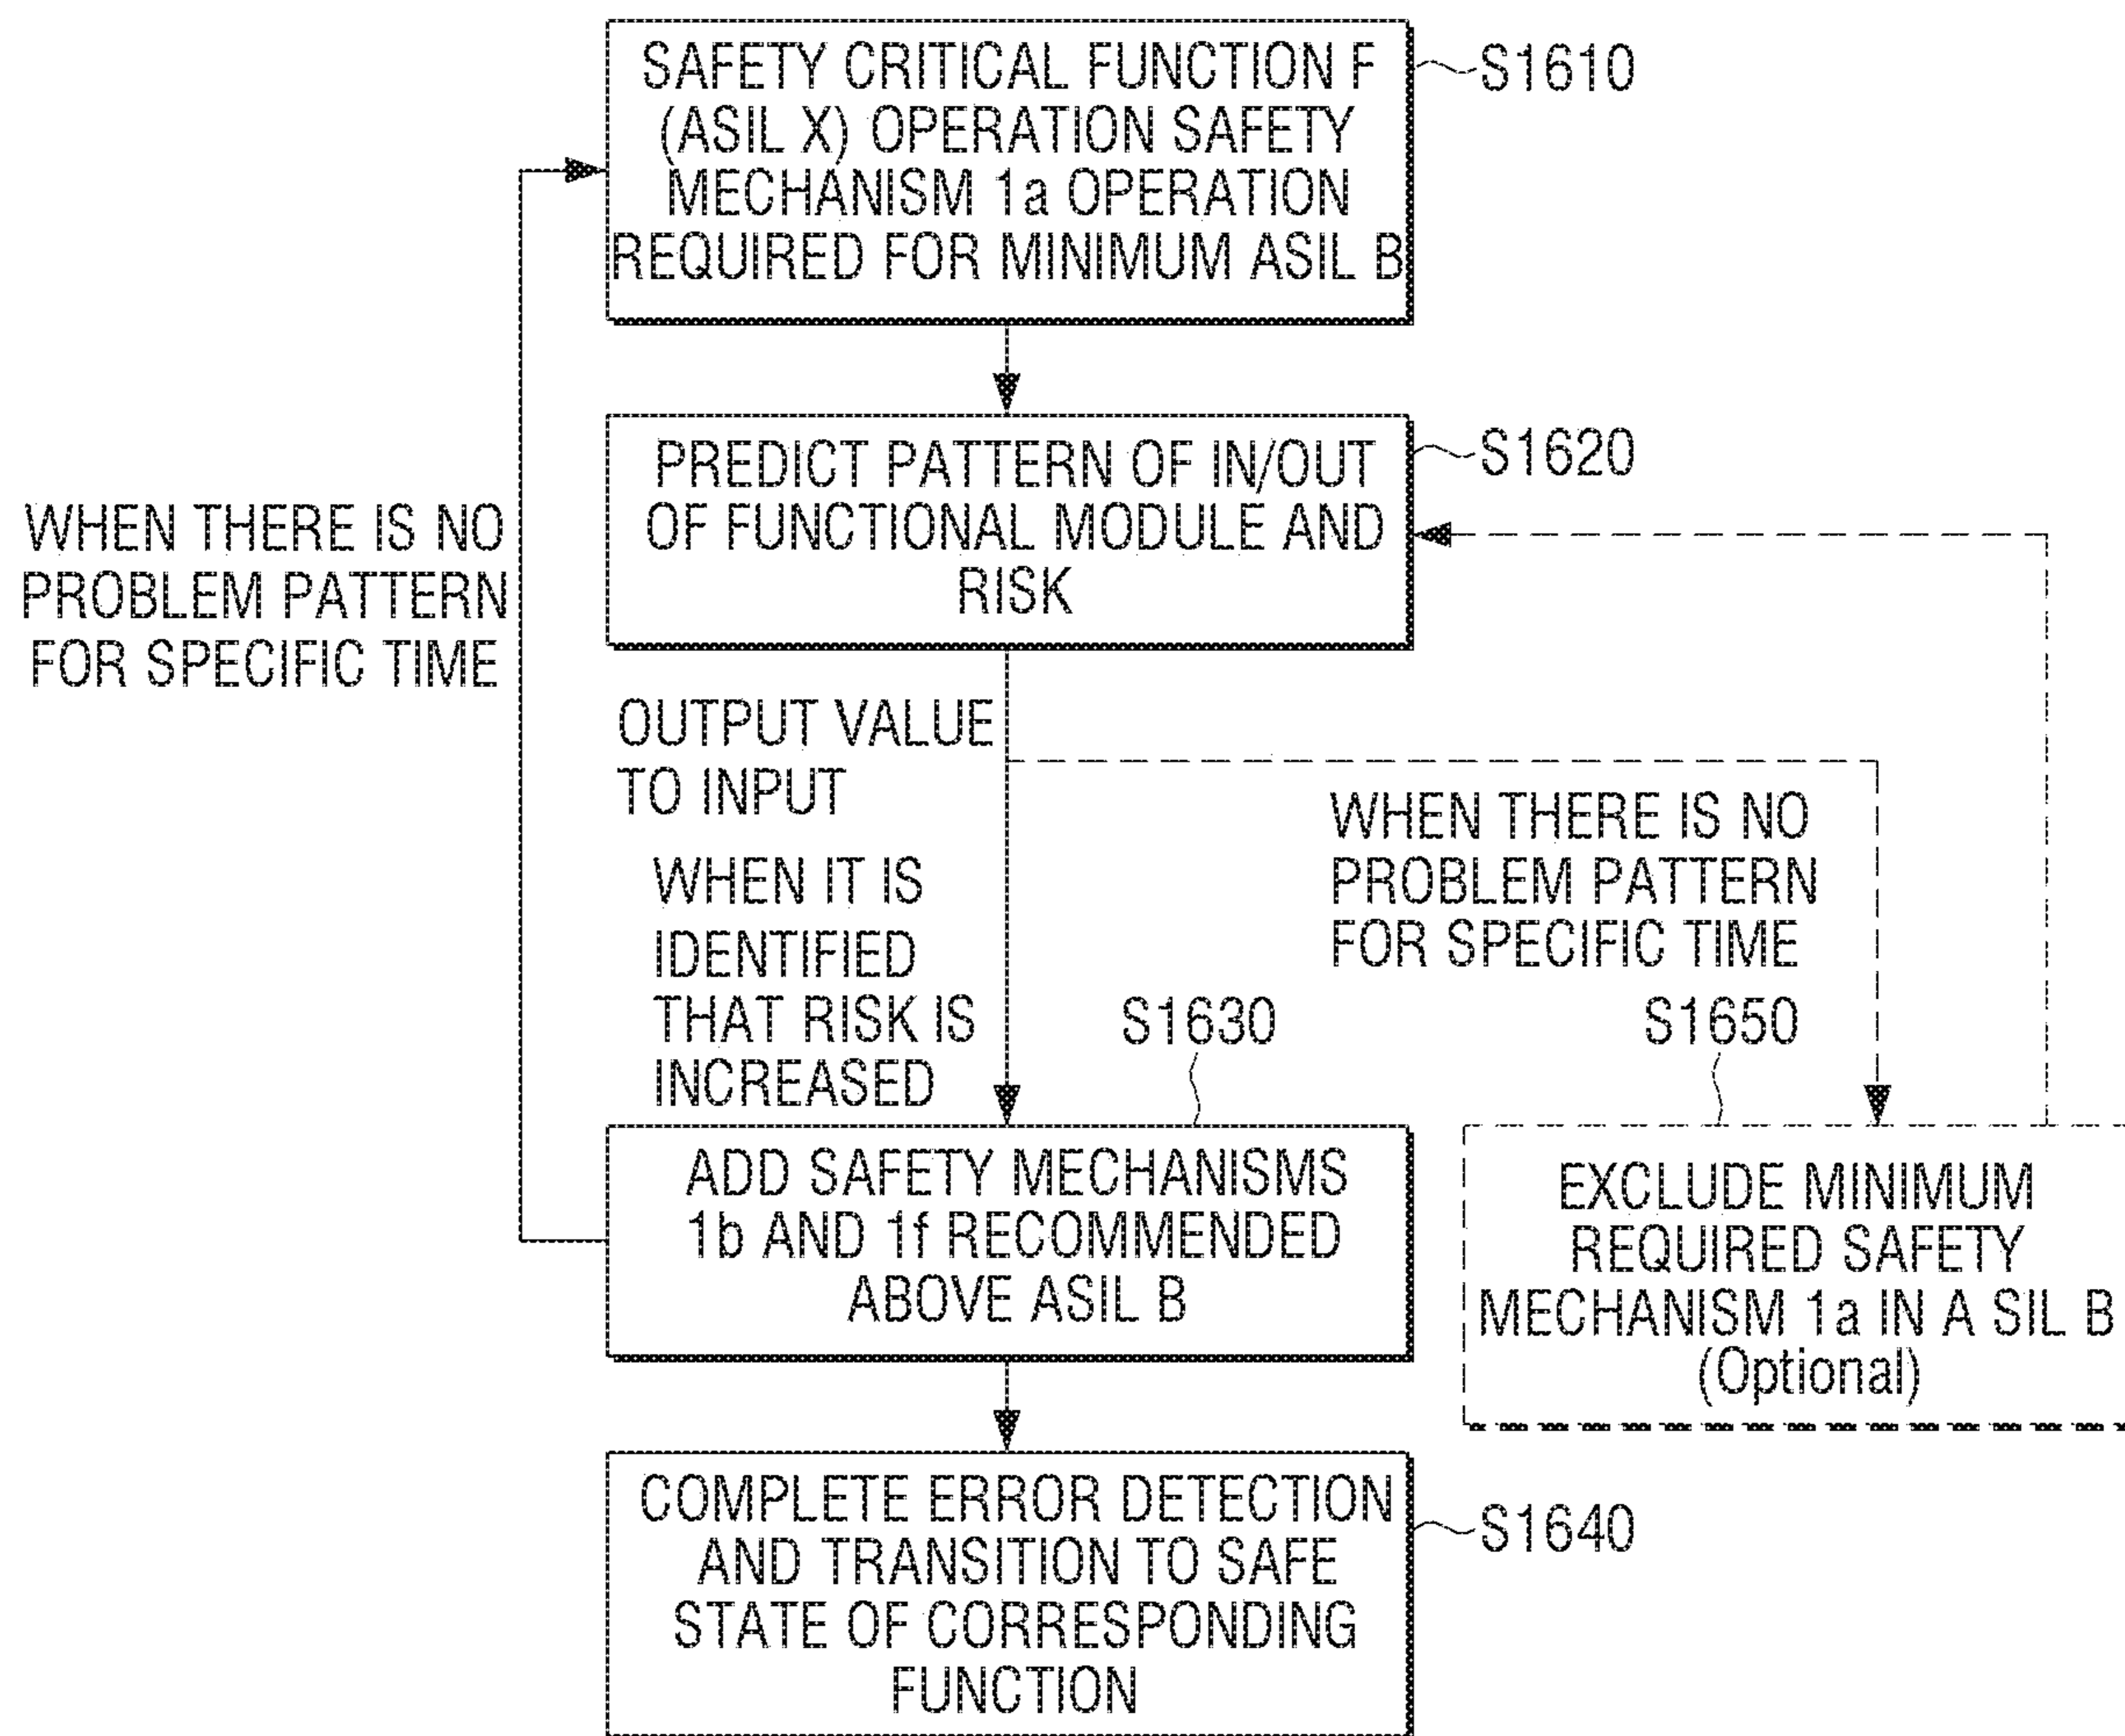 SAFETY CRITICAL FUNCTION F
(ASIL X) OPERATION SAFETY
MECHANISM 1a OPERATION
REQUIRED FOR MINIMUM ASIL B
S1610
PREDICT PATTERN OF IN/OUT
OF FUNCTIONAL MODULE AND
RISK
S1620
WHEN THERE IS NO
PROBLEM PATTERN
FOR SPECIFIC TIME
OUTPUT VALUE
TO INPUT
WHEN IT IS
IDENTIFIED
THAT RISK IS
INCREASED
WHEN THERE IS NO
PROBLEM PATTERN
FOR SPECIFIC TIME
S1630
S1650
ADD SAFETY MECHANISMS
1b AND 1f RECOMMENDED
ABOVE ASIL B
EXCLUDE MINIMUM
REQUIRED SAFETY
MECHANISM 1a IN A SIL B
(Optional)
COMPLETE ERROR DETECTION
AND TRANSITION TO SAFE
STATE OF CORRESPONDING
FUNCTION
S1640